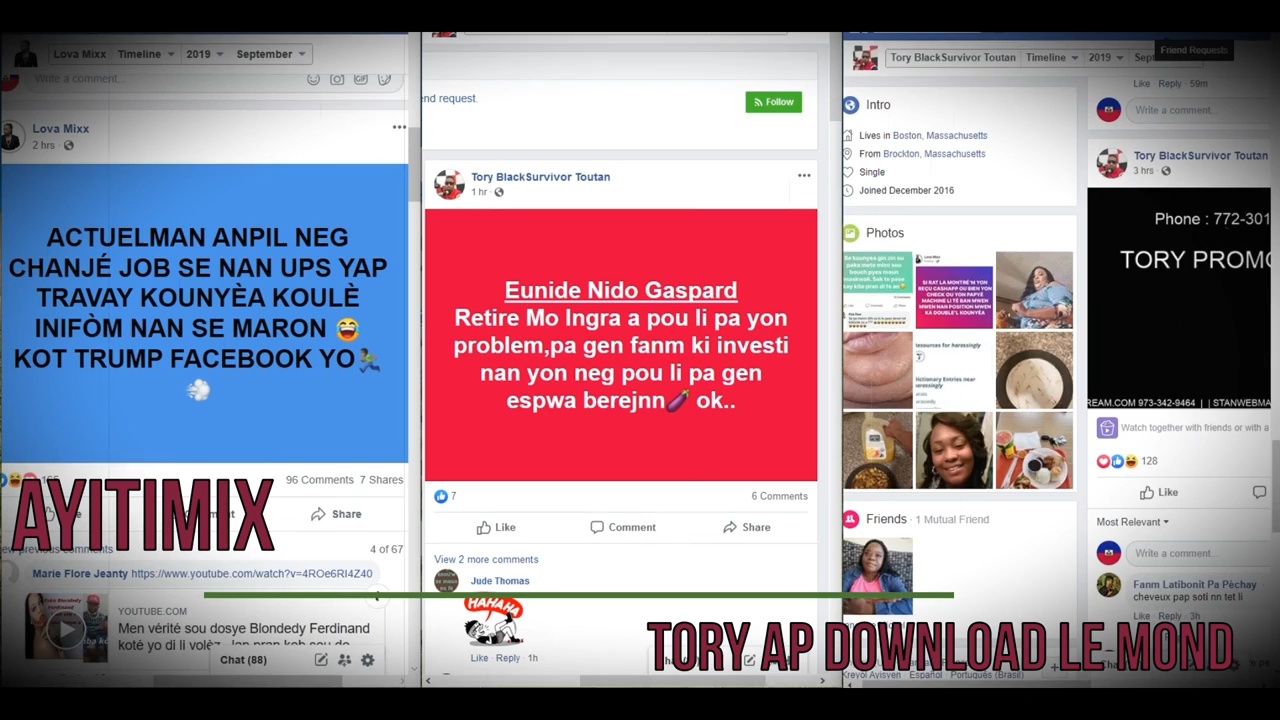 Lova Mixx Timeline 2019 September
Write a comment...
Lova Mixx
2 hrs
ACTUELMAN ANPIL NEG
CHANJÉ JOB SE NAN UPS YAP
TRAVAY KOUNYÈA YOULÈ
INIFÒM NAN SE MARON 😂
KOT TRUMP FACEBOOK YO🏃
💨
96 Comments 7 Shares
Share
4 of 67
Marie Flore Jeanty https://www.youtube.com/watch?v=4ROe6RI4Z40
YOUTUBE.COM
Men vérité sou dosye Blondedy Ferdinand
Chat (88)
AYITIMIX
end request.
Follow
Tory BlackSurvivor Toutan
1 hr
Eunide Nido Gaspard
Retire Mo Ingra a pou li pa yon
problem,pa gen fanm ki investi
nan yon neg pou li pa gen
espwa berejnn🍆 ok..
7
6 Comments
Like Comment Share
View 2 more comments
Jude Thomas
HAHAHA
Like · Reply · 1h
Tory BlackSurvivor Toutan Timeline 2019
Friend Requests
Intro
Lives in Boston, Massachusetts
From Brockton, Massachusetts
Single
Joined December 2016
Photos
Friends · 1 Mutual Friend
Like · Reply · 59m
Write a comment...
Tory BlackSurvivor Toutan
3 hrs
Phone : 772-301
TORY PROMO
REAM.COM 973-342-9464 | | STANWEBMA
Watch together with friends or with a
128
Like
Most Relevant
Write a comment...
Fanm Latibonit Pa Pèchay
cheveux pap soti nn tet li
Like · Reply · 3h
TORY AP DOWNLOAD LE MOND
Kreyòl Ayisyen · Español · Português (Brasil)